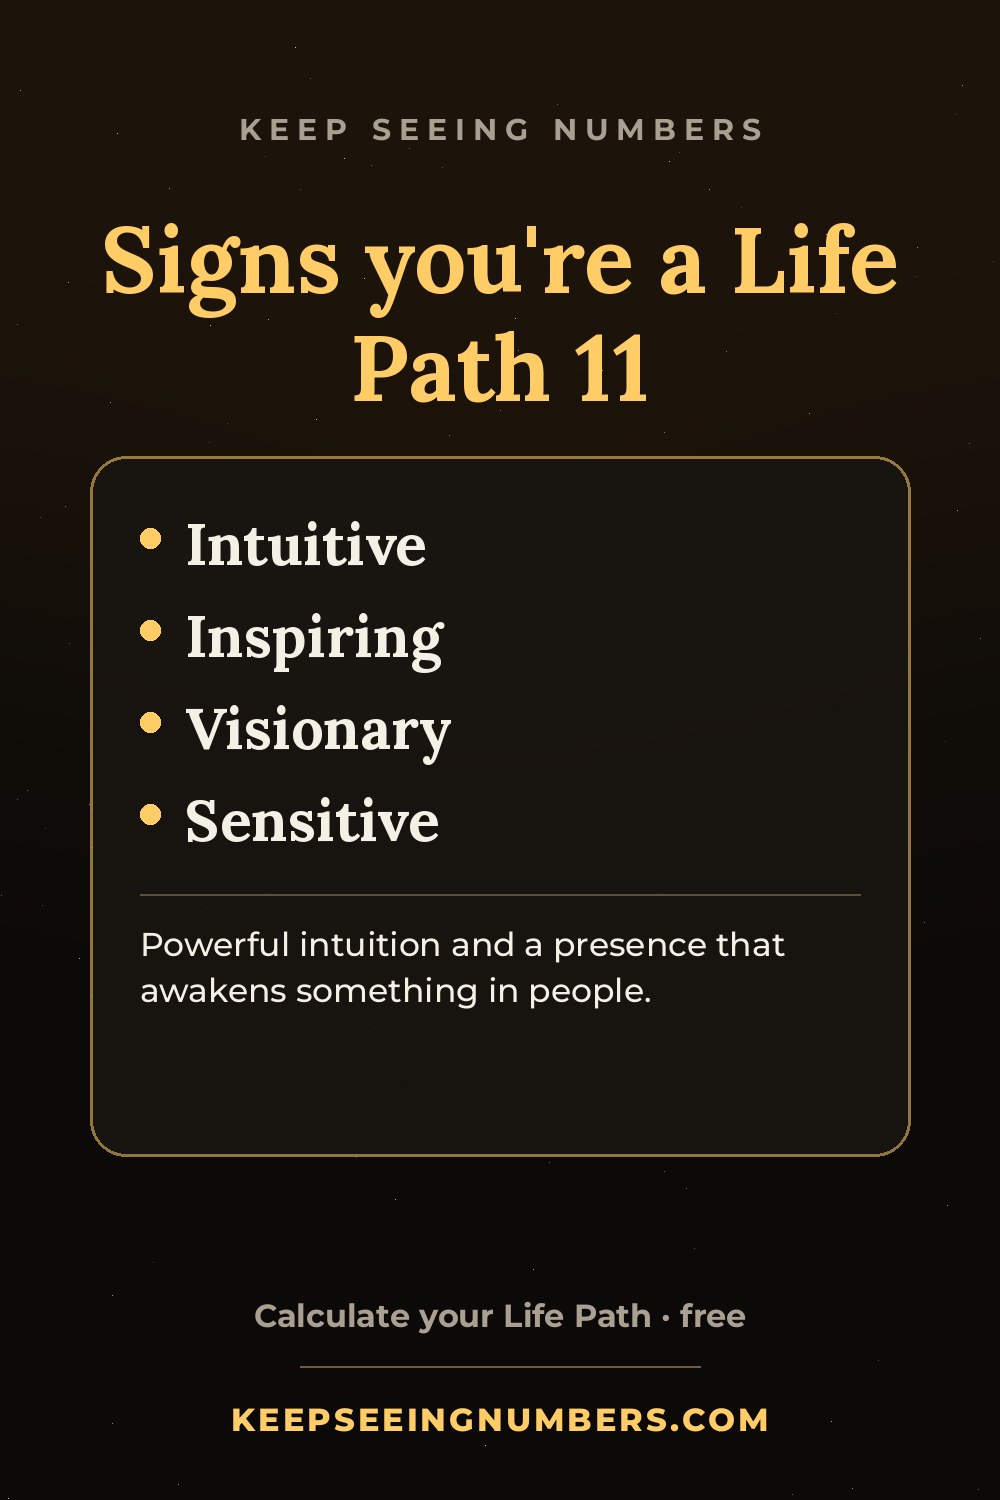 KEEP SEEING NUMBERS
Signs you're a Life
Path 11
Intuitive
Inspiring
Visionary
Sensitive
Powerful intuition and a presence that
awakens something in people.
Calculate your Life Path · free
KEEPSEEINGNUMBERS.COM